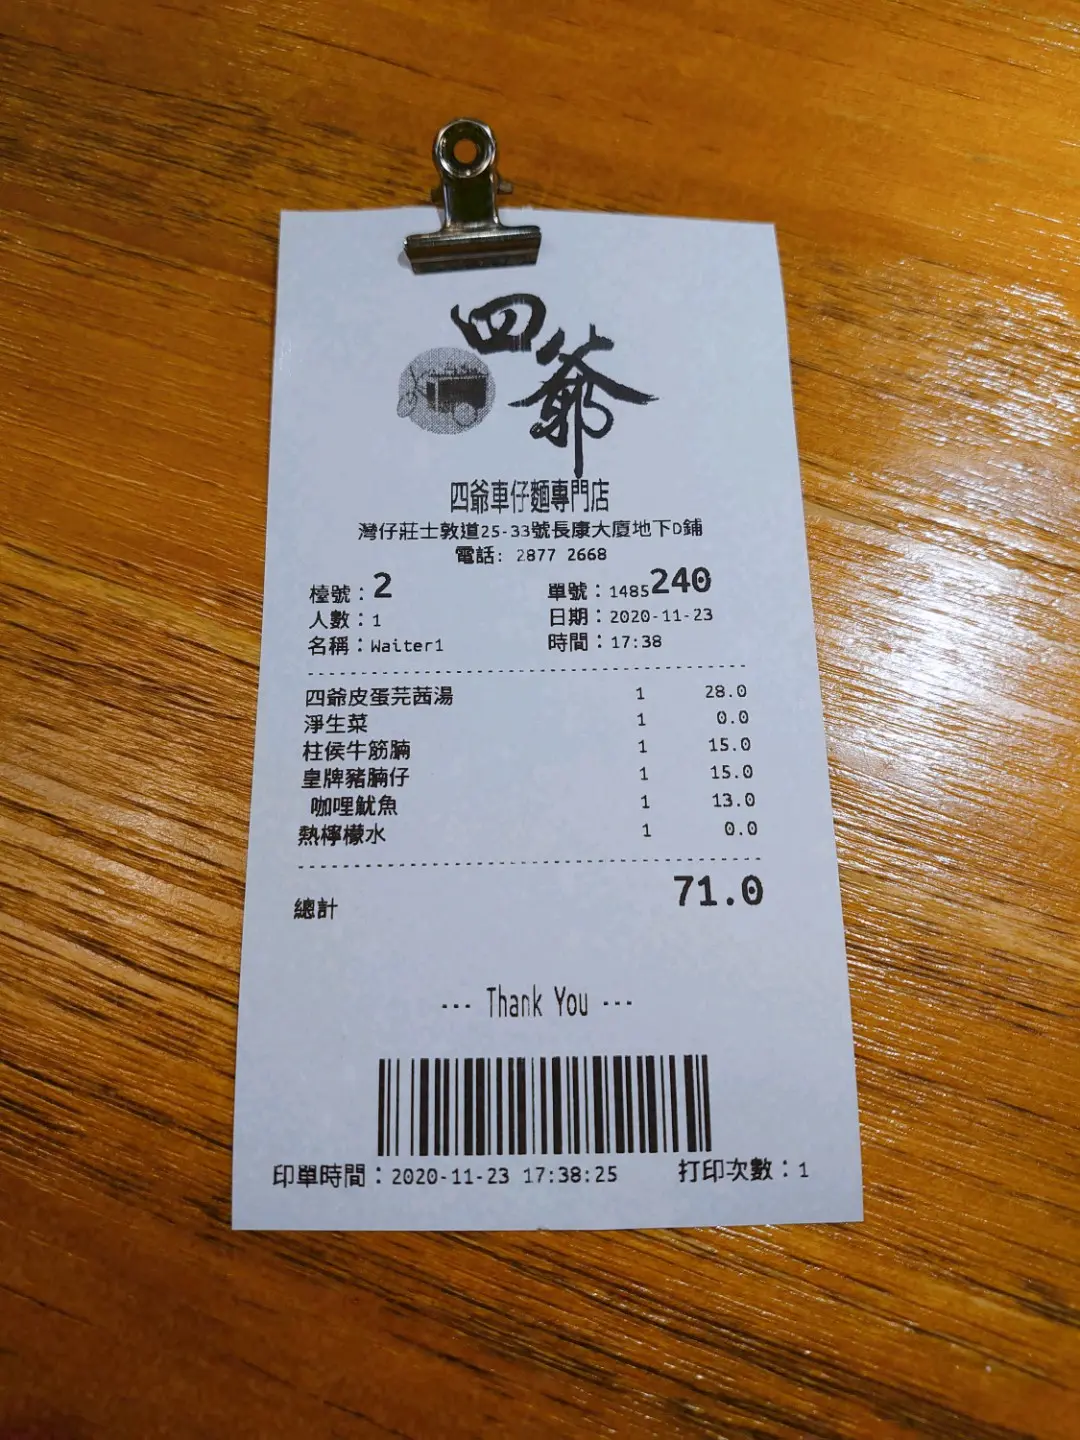 四爺
四爺車仔麵專門店
灣仔莊士敦道25-33號長康大廈地下D鋪
電話: 2877 2668
檯號：2 單號：1485240
人數：1 日期：2020-11-23
名稱：Waiter1 時間：17:38
四爺皮蛋芫茜湯 1 28.0
淨生菜 1 0.0
柱侯牛筋腩 1 15.0
皇牌豬腩仔 1 15.0
咖哩魷魚 1 13.0
熱檸檬水 1 0.0
總計 71.0
--- Thank You ---
印單時間：2020-11-23 17:38:25 打印次數：1